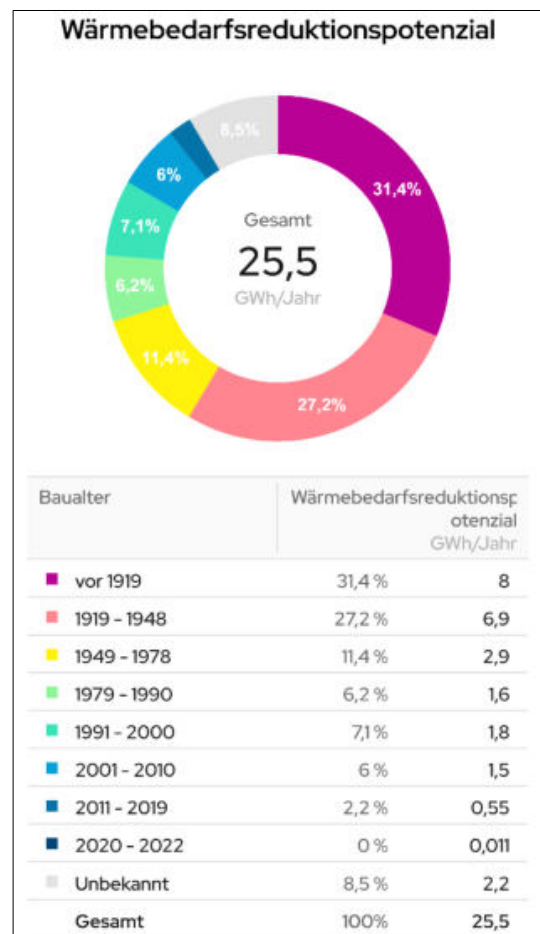 Wärmebedarfsreduktionspotenzial
8,5%
31,4%
6%
7,1%
6,2%
11,4%
27,2%
Gesamt
25,5
GWh/Jahr
Baualter Wärmebedarfsreduktionsp
otenzial
GWh/Jahr
vor 1919 31,4 % 8
1919 - 1948 27,2 % 6,9
1949 - 1978 11,4 % 2,9
1979 - 1990 6,2 % 1,6
1991 - 2000 7,1 % 1,8
2001 - 2010 6 % 1,5
2011 - 2019 2,2 % 0,55
2020 - 2022 0 % 0,011
Unbekannt 8,5 % 2,2
Gesamt 100% 25,5